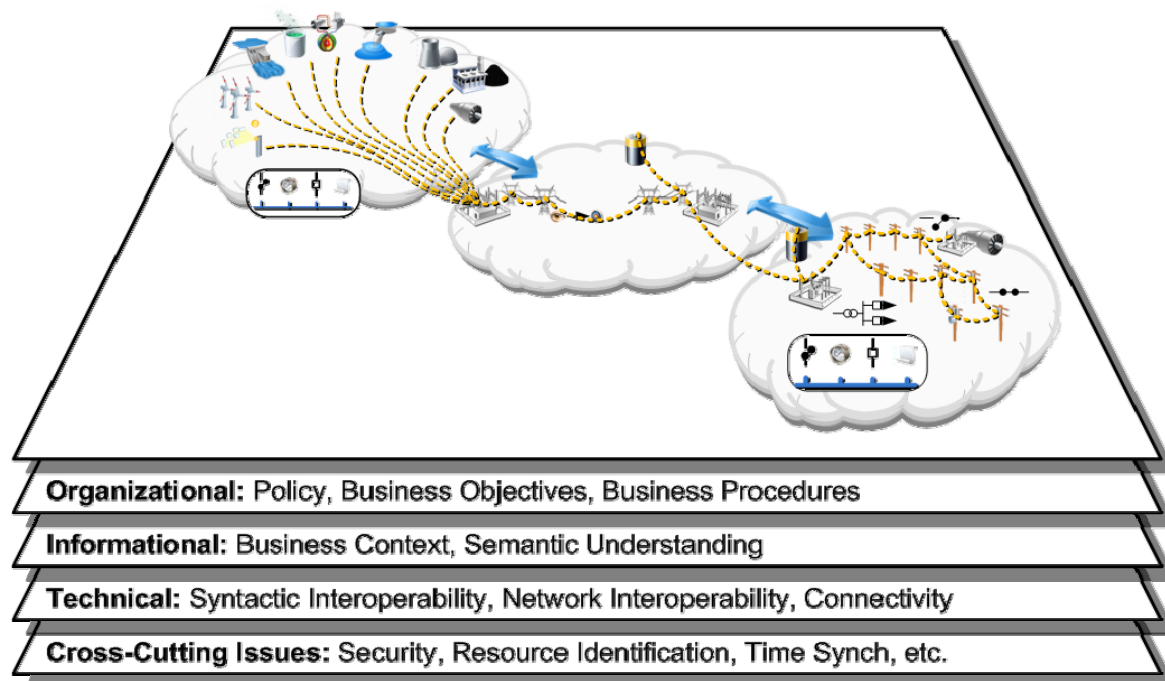 Organizational: Policy, Business Objectives, Business Procedures
Informational: Business Context, Semantic Understanding
Technical: Syntactic Interoperability, Network Interoperability, Connectivity
Cross-Cutting Issues: Security, Resource Identification, Time Synch, etc.